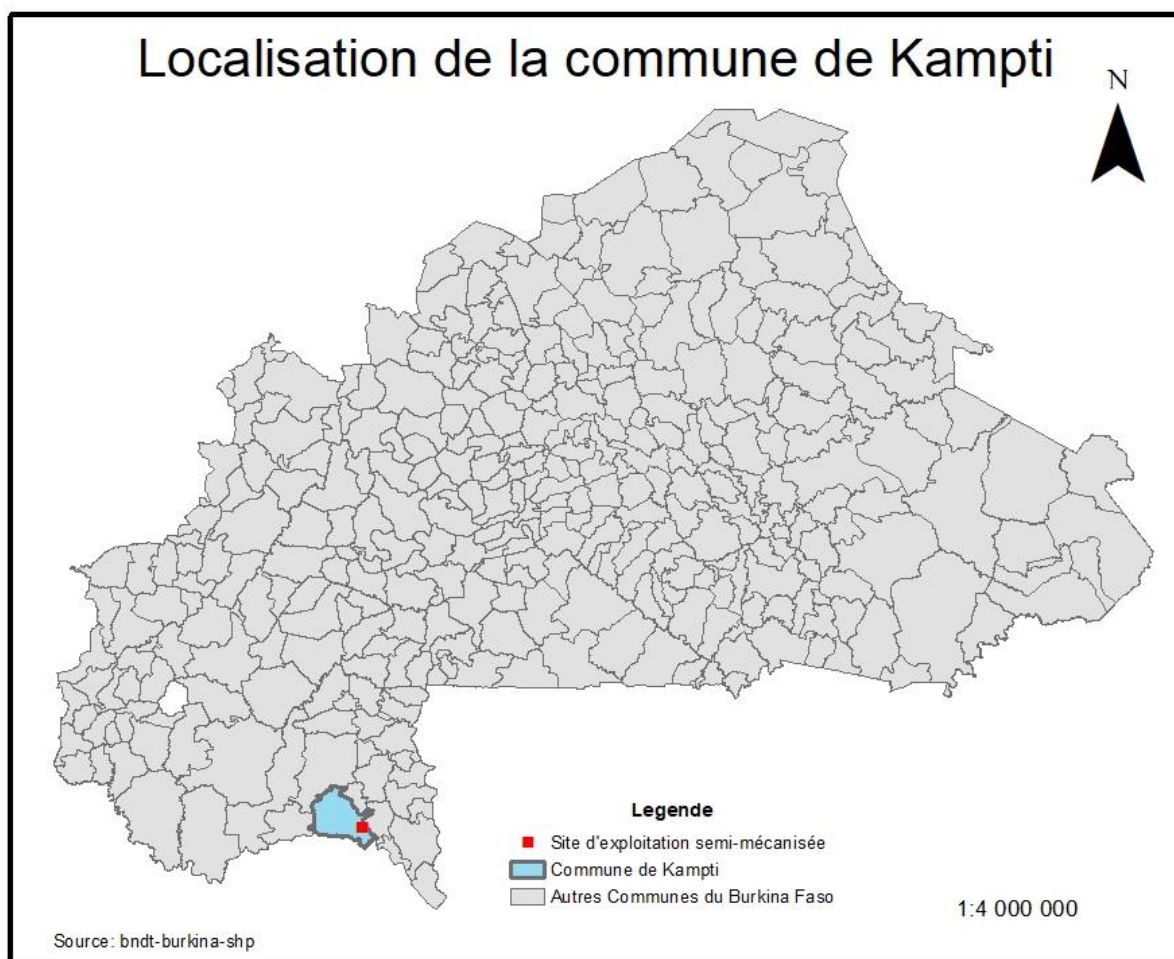 Localisation de la commune de Kampti
N
Legende
Site d'exploitation semi-mécanisée
Commune de Kampti
Autres Communes du Burkina Faso
1:4 000 000
Source: bndt-burkina-shp